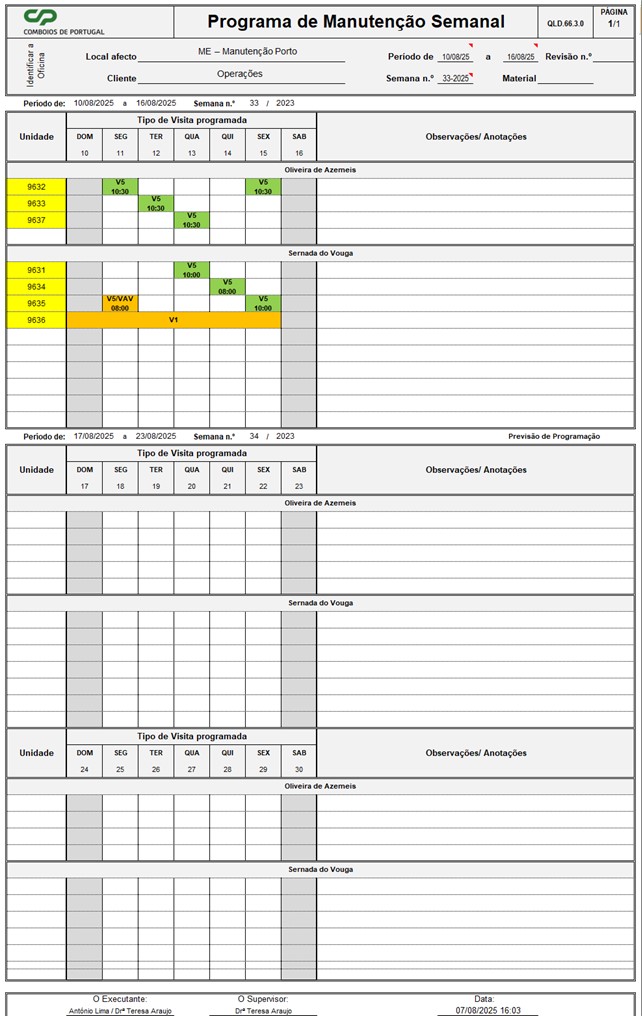 CP
COMBOIOS DE PORTUGAL
Programa de Manutenção Semanal
QLD.66.3.0
PÁGINA
1/1
Identificar a Oficina
Local afecto ME – Manutenção Porto
Periodo de 10/08/25 a 16/08/25 Revisão n.º
Cliente Operações
Semana n.º 33-2025 Material
Periodo de: 10/08/2025 a 16/08/2025 Semana n.º 33 / 2023
Unidade
Tipo de Visita programada
Observações/ Anotações
DOM SEG TER QUA QUI SEX SAB
10 11 12 13 14 15 16
Oliveira de Azemeis
9632 V5 10:30 V5 10:30
9633 V5 10:30
9637 V5 10:30
Sernada do Vouga
9631 V5 10:00
9634 V5 08:00
9635 V5/VAV 08:00 V5 10:00
9636 V1
Periodo de: 17/08/2025 a 23/08/2025 Semana n.º 34 / 2023 Previsão de Programação
Unidade
Tipo de Visita programada
Observações/ Anotações
DOM SEG TER QUA QUI SEX SAB
17 18 19 20 21 22 23
Oliveira de Azemeis
Sernada do Vouga
Unidade
Tipo de Visita programada
Observações/ Anotações
DOM SEG TER QUA QUI SEX SAB
24 25 26 27 28 29 30
Oliveira de Azemeis
Sernada do Vouga
O Executante: O Supervisor: Data:
António Lima / Drª Teresa Araujo Drª Teresa Araujo 07/08/2025 16:03